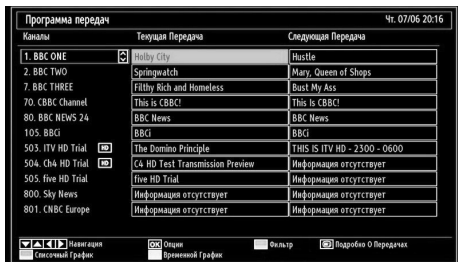 Программа передач Чт. 07/06 20:16
Каналы Текущая Передача Следующая Передача
1. BBC ONE Holby City Hustle
2. BBC TWO Springwatch Mary, Queen of Shops
7. BBC THREE Filthy Rich and Homeless Bust My Ass
70. CBBC Channel This is CBBC! This Is CBBC!
80. BBC NEWS 24 BBC News BBC News
105. BBCi BBCi BBCi
503. ITV HD Trial HD The Domino Principle THIS IS ITV HD - 2300 - 0600
504. Ch4 HD Trial HD C4 HD Test Transmission Preview Информация отсутствует
505. five HD Trial five HD Trial Информация отсутствует
800. Sky News Информация отсутствует Информация отсутствует
801. CNBC Europe Информация отсутствует Информация отсутствует
Навигация OK Опции Фильтр Подробно О Передачах
Списочный График Временной График